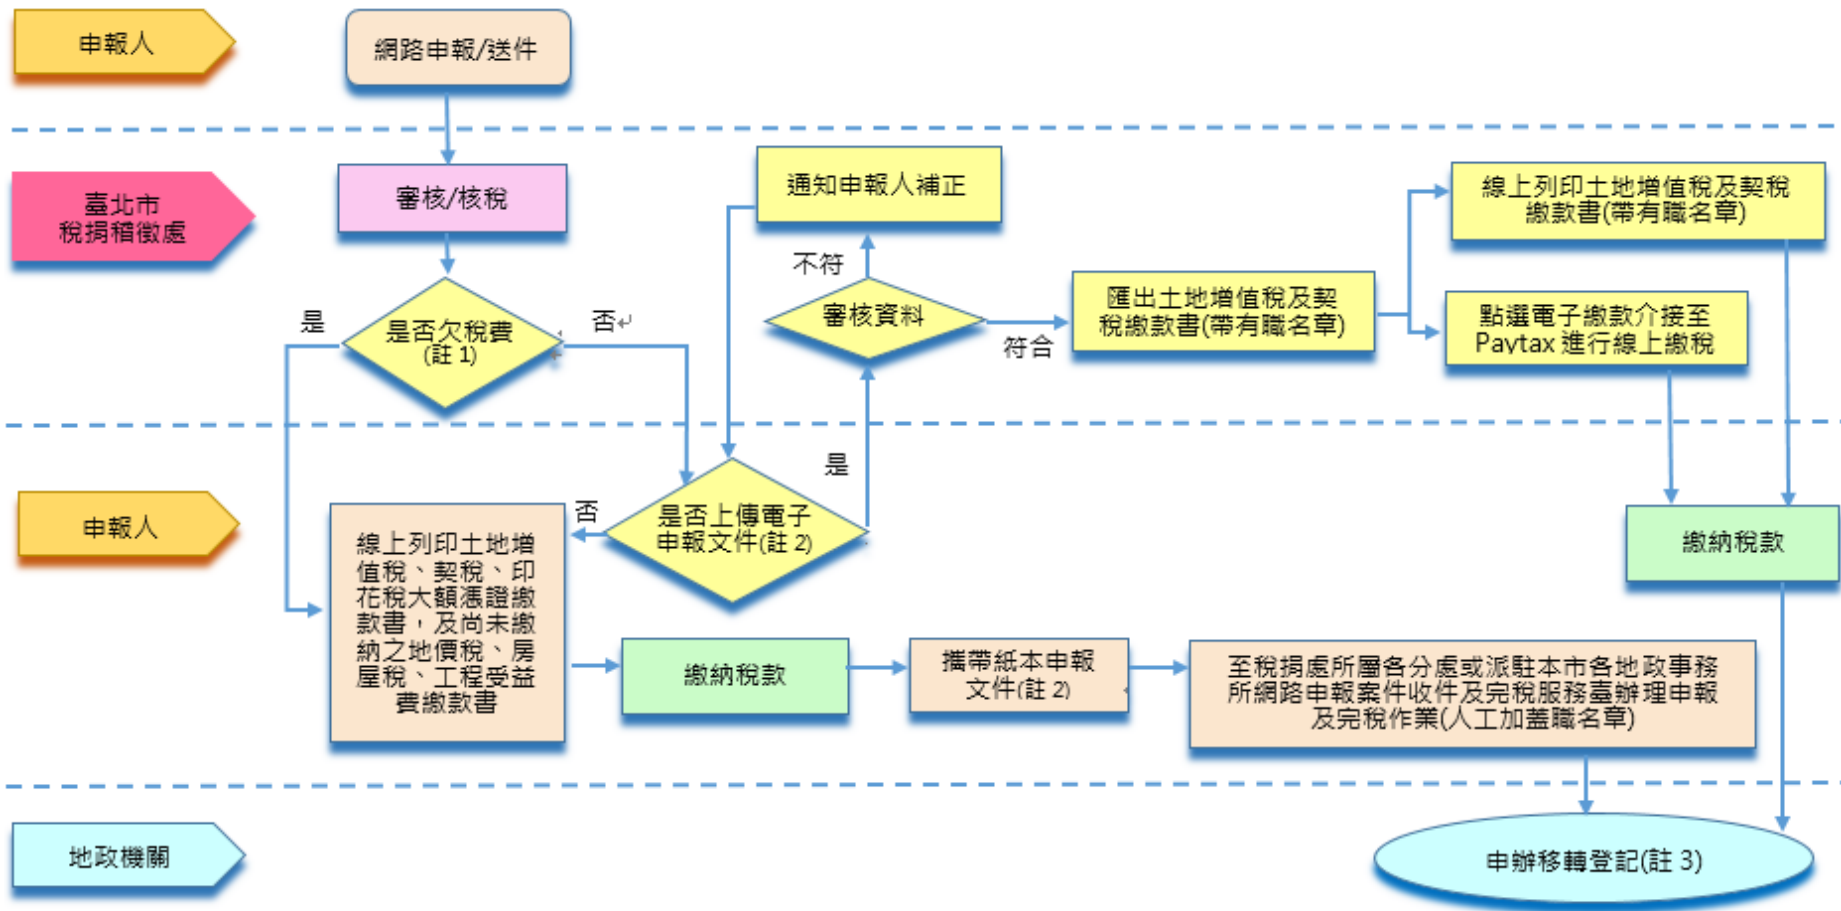 申報人
網路申報/送件
臺北市
稅捐稽徵處
審核/核稅
是否欠稅費
(註 1)
是
否
通知申報人補正
不符
審核資料
符合
匯出土地增值稅及契
稅繳款書(帶有職名章)
線上列印土地增值稅及契稅
繳款書(帶有職名章)
點選電子繳款介接至
Paytax 進行線上繳稅
申報人
是否上傳電子
申報文件(註 2)
是
否
線上列印土地增
值稅、契稅、印
花稅大額憑證繳
款書，及尚未繳
納之地價稅、房
屋稅、工程受益
費繳款書
繳納稅款
攜帶紙本申報
文件(註 2)
至稅捐處所屬各分處或派駐本市各地政事務
所網路申報案件收件及完稅服務臺辦理申報
及完稅作業(人工加蓋職名章)
繳納稅款
地政機關
申辦移轉登記(註 3)